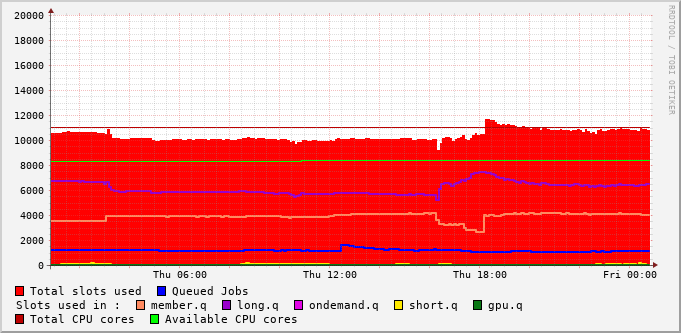 20000
18000
16000
14000
12000
10000
8000
6000
4000
2000
0
Thu 06:00 Thu 12:00 Thu 18:00 Fri 00:00
Total slots used Queued Jobs
Slots used in : member.q long.q ondemand.q short.q gpu.q
Total CPU cores Available CPU cores
RRDTOOL / TOBI OETIKER